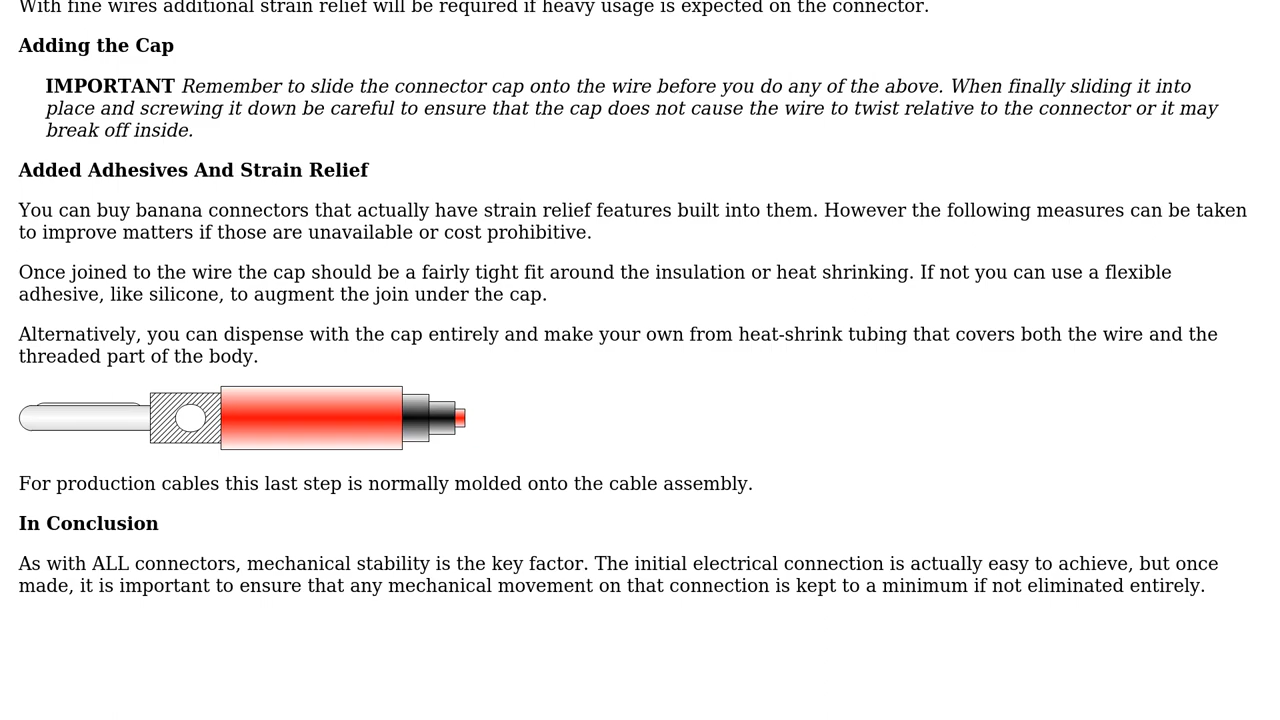 With fine wires additional strain relief will be required if heavy usage is expected on the connector.
Adding the Cap
IMPORTANT Remember to slide the connector cap onto the wire before you do any of the above. When finally sliding it into
place and screwing it down be careful to ensure that the cap does not cause the wire to twist relative to the connector or it may
break off inside.
Added Adhesives And Strain Relief
You can buy banana connectors that actually have strain relief features built into them. However the following measures can be taken
to improve matters if those are unavailable or cost prohibitive.
Once joined to the wire the cap should be a fairly tight fit around the insulation or heat shrinking. If not you can use a flexible
adhesive, like silicone, to augment the join under the cap.
Alternatively, you can dispense with the cap entirely and make your own from heat-shrink tubing that covers both the wire and the
threaded part of the body.
For production cables this last step is normally molded onto the cable assembly.
In Conclusion
As with ALL connectors, mechanical stability is the key factor. The initial electrical connection is actually easy to achieve, but once
made, it is important to ensure that any mechanical movement on that connection is kept to a minimum if not eliminated entirely.